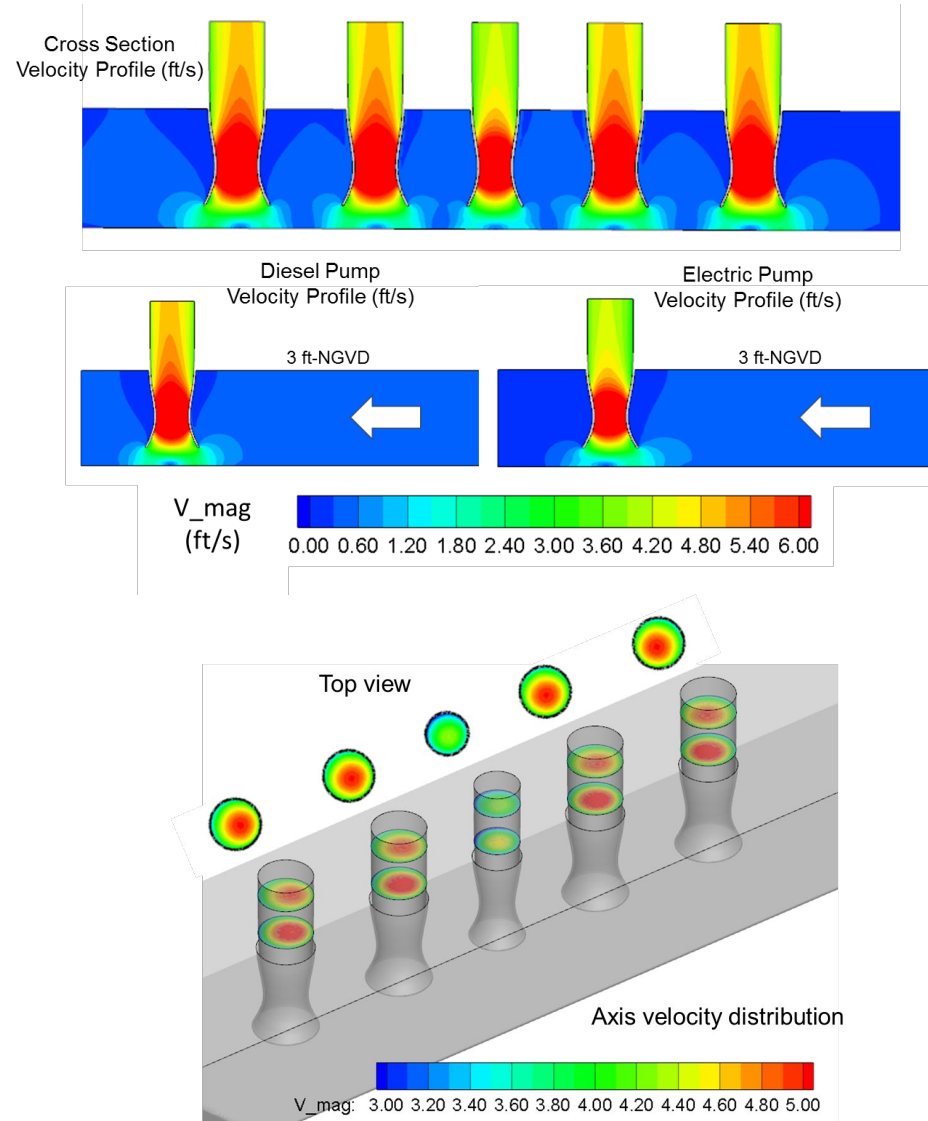 Cross Section
Velocity Profile (ft/s)
Diesel Pump
Velocity Profile (ft/s)
Electric Pump
Velocity Profile (ft/s)
3 ft-NGVD
3 ft-NGVD
V_mag
(ft/s)
0.00 0.60 1.20 1.80 2.40 3.00 3.60 4.20 4.80 5.40 6.00
Top view
Axis velocity distribution
V_mag: 3.00 3.20 3.40 3.60 3.80 4.00 4.20 4.40 4.60 4.80 5.00